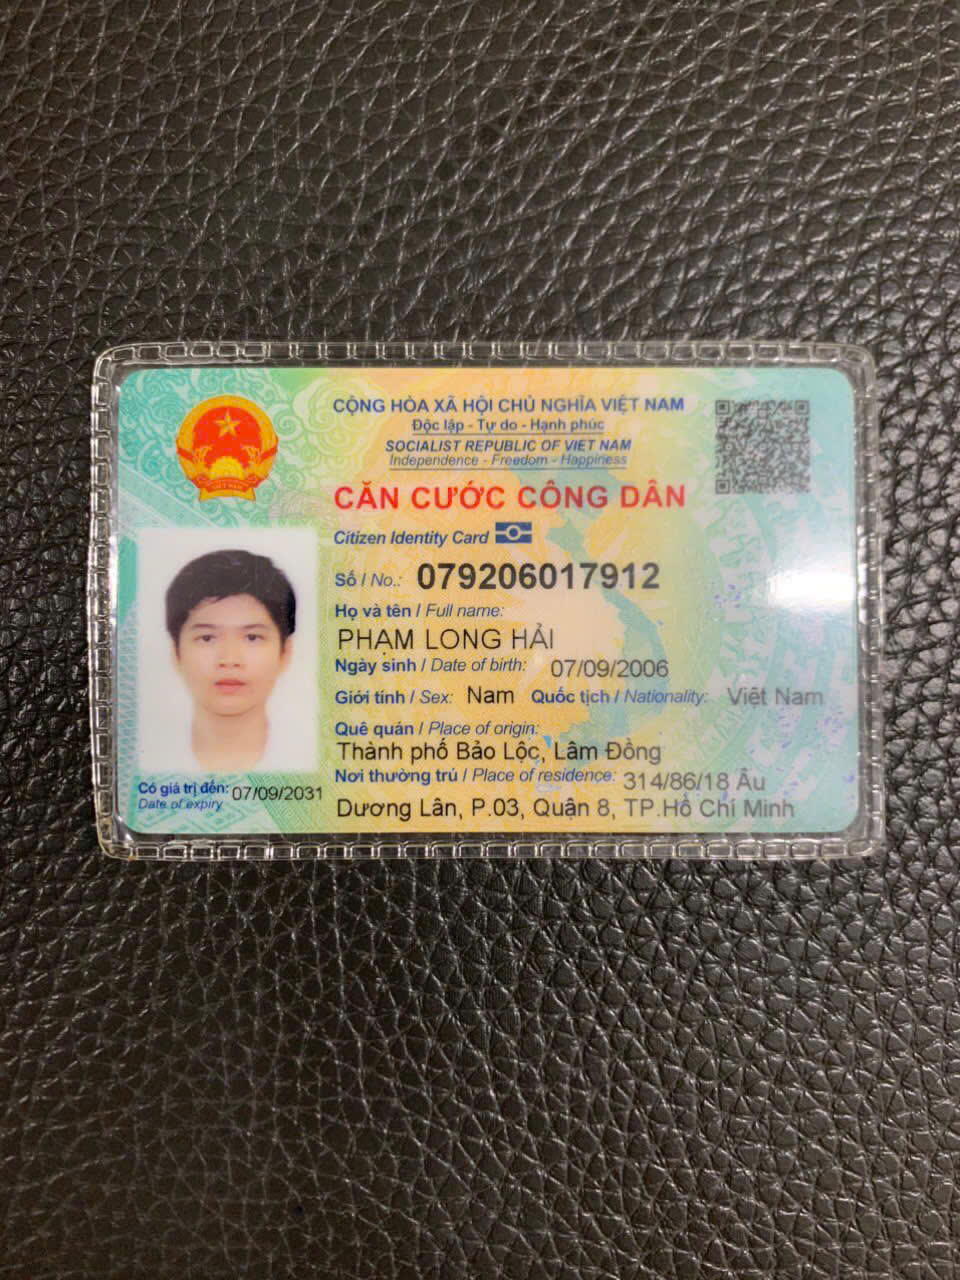 CỘNG HÒA XÃ HỘI CHỦ NGHĨA VIỆT NAM
Độc lập - Tự do - Hạnh phúc
SOCIALIST REPUBLIC OF VIET NAM
Independence - Freedom - Happiness
CĂN CƯỚC CÔNG DÂN
Citizen Identity Card
Số / No.: 079206017912
Họ và tên / Full name:
PHẠM LONG HẢI
Ngày sinh / Date of birth: 07/09/2006
Giới tính / Sex: Nam Quốc tịch / Nationality: Việt Nam
Quê quán / Place of origin:
Thành phố Bảo Lộc, Lâm Đồng
Nơi thường trú / Place of residence: 314/86/18 Âu
Dương Lân, P.03, Quận 8, TP.Hồ Chí Minh
Có giá trị đến: 07/09/2031
Date of expiry